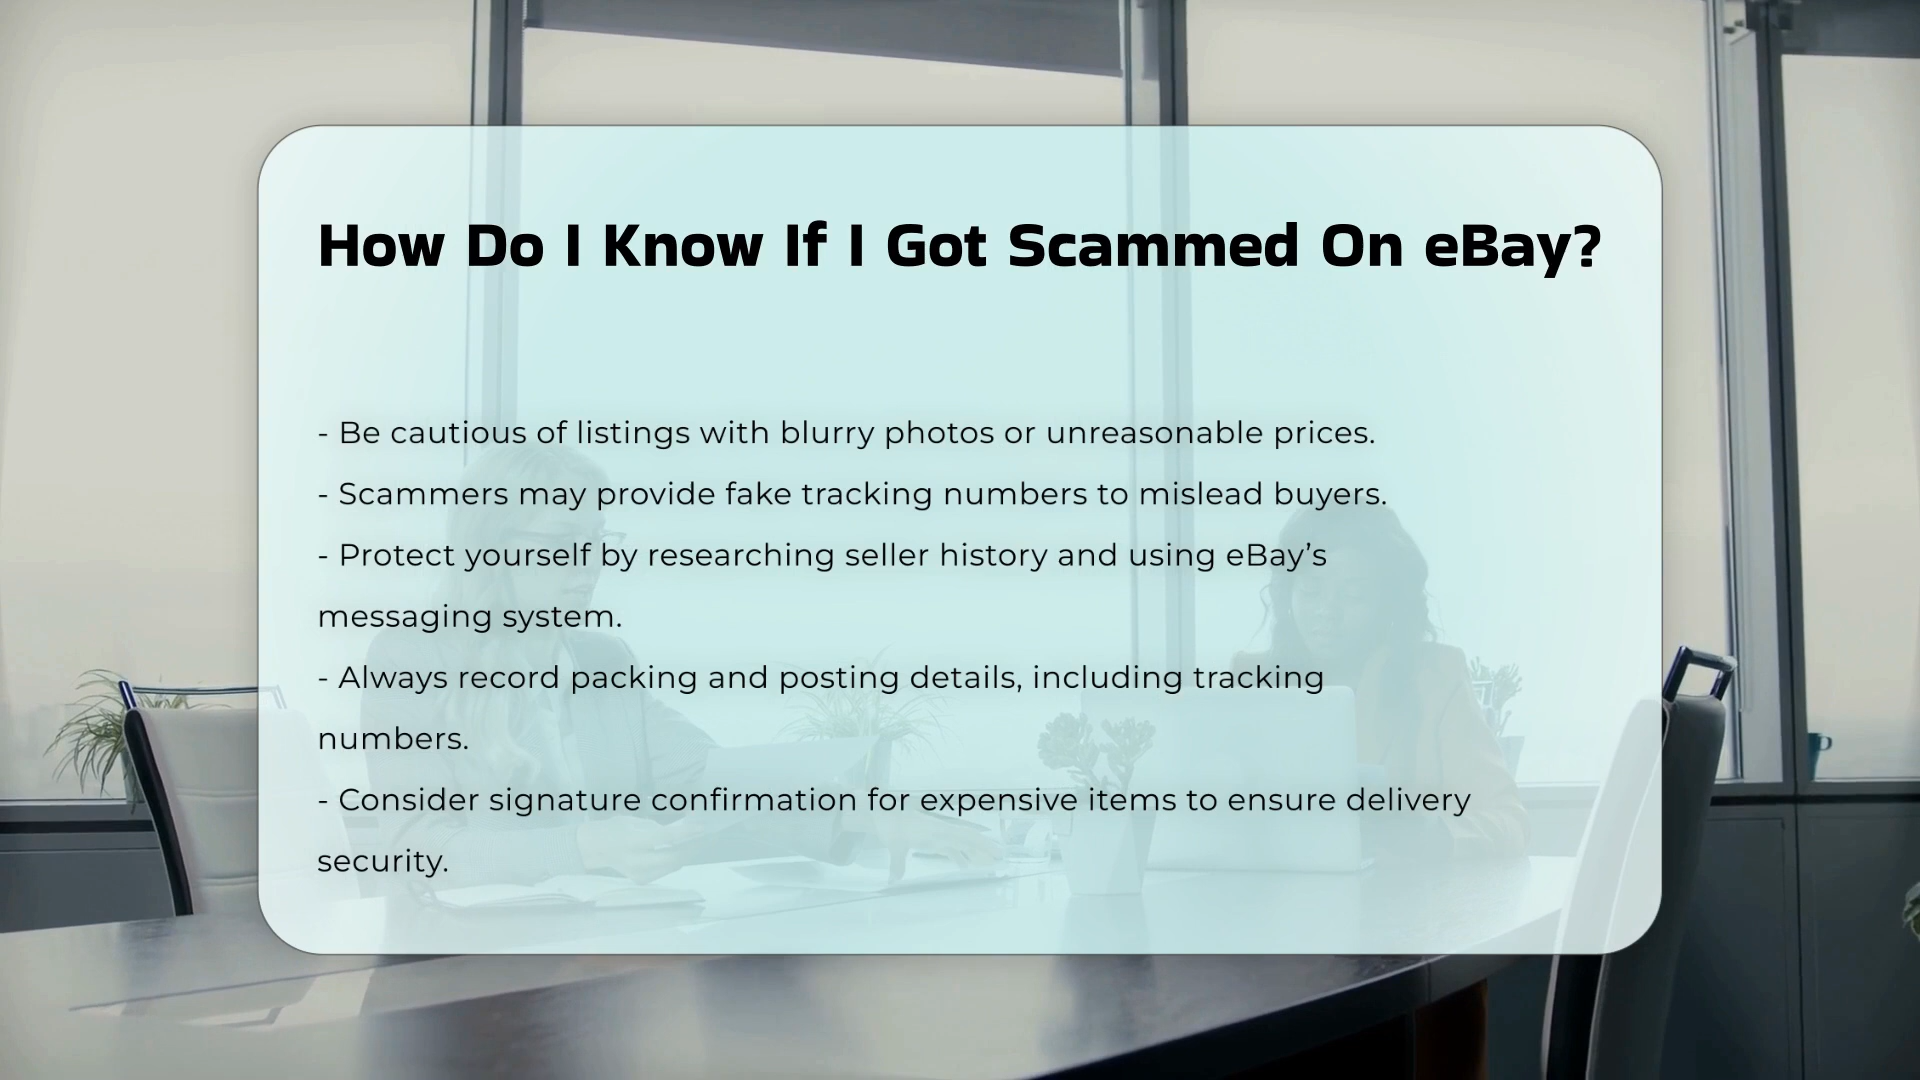 How Do I Know If I Got Scammed On eBay?
- Be cautious of listings with blurry photos or unreasonable prices.
- Scammers may provide fake tracking numbers to mislead buyers.
- Protect yourself by researching seller history and using eBay’s
messaging system.
- Always record packing and posting details, including tracking
numbers.
- Consider signature confirmation for expensive items to ensure delivery
security.